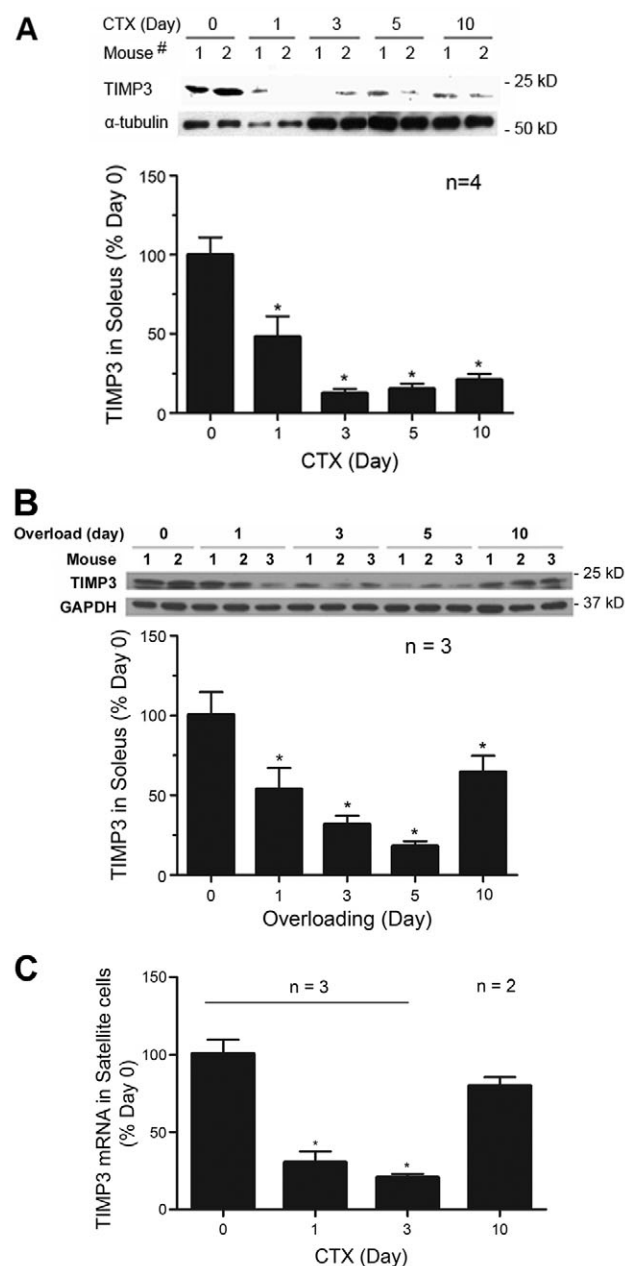 A
CTX (Day) 0 1 3 5 10
Mouse # 1 2 1 2 1 2 1 2 1 2
TIMP3 - 25 kD
α-tubulin - 50 kD
n=4
TIMP3 in Soleus (% Day 0)
150
100
50
0
* * * *
0 1 3 5 10
CTX (Day)
B
Overload (day) 0 1 3 5 10
Mouse 1 2 1 2 3 1 2 3 1 2 3 1 2 3
TIMP3 - 25 kD
GAPDH - 37 kD
n = 3
TIMP3 in Soleus (% Day 0)
150
100
50
0
* * * *
0 1 3 5 10
Overloading (Day)
C
n = 3 n = 2
TIMP3 mRNA in Satellite cells
(% Day 0)
150
100
50
0
* *
0 1 3 10
CTX (Day)